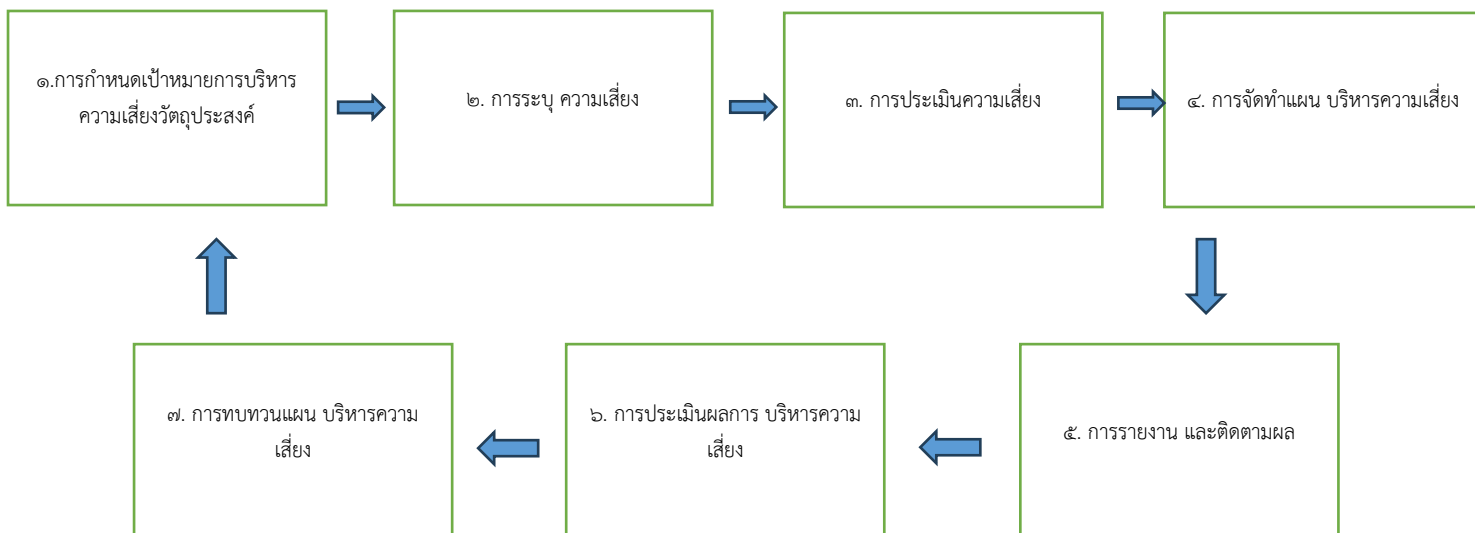 ๑.การกำหนดเป้าหมายการบริหาร
ความเสี่ยงวัตถุประสงค์
๒. การระบุ ความเสี่ยง
๓. การประเมินความเสี่ยง
๔. การจัดทำแผน บริหารความเสี่ยง
๕. การรายงาน และติดตามผล
๖. การประเมินผลการ บริหารความ
เสี่ยง
๗. การทบทวนแผน บริหารความ
เสี่ยง